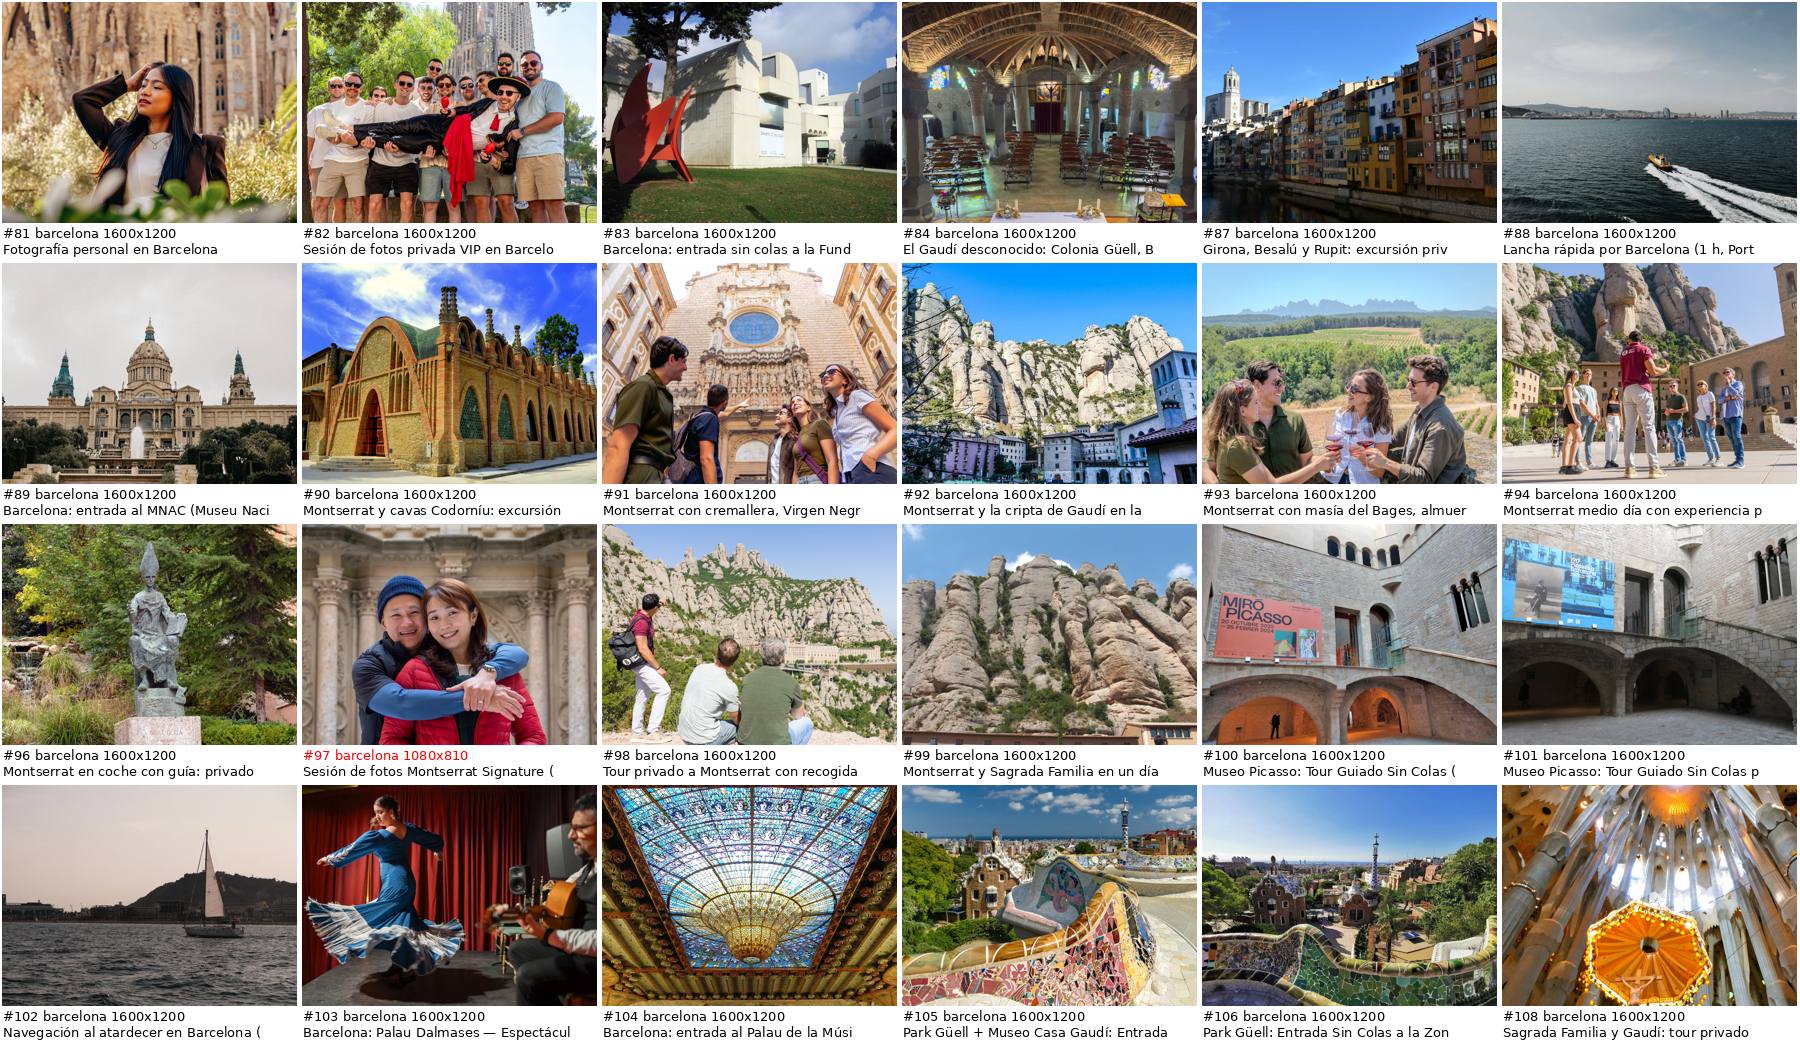 #81 barcelona 1600x1200
Fotografía personal en Barcelona
#82 barcelona 1600x1200
Sesión de fotos privada VIP en Barcelo
#83 barcelona 1600x1200
Barcelona: entrada sin colas a la Fund
#84 barcelona 1600x1200
El Gaudí desconocido: Colonia Güell, B
#87 barcelona 1600x1200
Girona, Besalú y Rupit: excursión priv
#88 barcelona 1600x1200
Lancha rápida por Barcelona (1 h, Port
#89 barcelona 1600x1200
Barcelona: entrada al MNAC (Museu Naci
#90 barcelona 1600x1200
Montserrat y cavas Codorníu: excursión
#91 barcelona 1600x1200
Montserrat con cremallera, Virgen Negr
#92 barcelona 1600x1200
Montserrat y la cripta de Gaudí en la
#93 barcelona 1600x1200
Montserrat con masía del Bages, almuer
#94 barcelona 1600x1200
Montserrat medio día con experiencia p
#96 barcelona 1600x1200
Montserrat en coche con guía: privado
#97 barcelona 1080x810
Sesión de fotos Montserrat Signature (
#98 barcelona 1600x1200
Tour privado a Montserrat con recogida
#99 barcelona 1600x1200
Montserrat y Sagrada Familia en un día
MIRO
PICASSO
20 OCTUBRE 2023
—25 FEBRER 2024
#100 barcelona 1600x1200
Museo Picasso: Tour Guiado Sin Colas (
#101 barcelona 1600x1200
Museo Picasso: Tour Guiado Sin Colas p
#102 barcelona 1600x1200
Navegación al atardecer en Barcelona (
#103 barcelona 1600x1200
Barcelona: Palau Dalmases — Espectácul
#104 barcelona 1600x1200
Barcelona: entrada al Palau de la Músi
#105 barcelona 1600x1200
Park Güell + Museo Casa Gaudí: Entrada
#106 barcelona 1600x1200
Park Güell: Entrada Sin Colas a la Zon
#108 barcelona 1600x1200
Sagrada Familia y Gaudí: tour privado